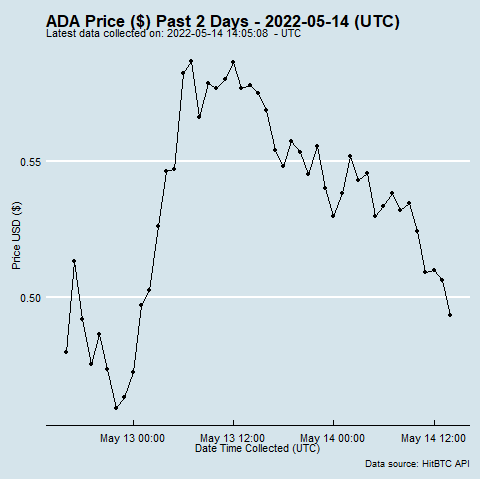 ADA Price ($) Past 2 Days - 2022-05-14 (UTC)
Latest data collected on: 2022-05-14 14:05:08  - UTC
Price USD ($)
0.55
0.50
May 13 00:00
May 13 12:00
May 14 00:00
May 14 12:00
Date Time Collected (UTC)
Data source: HitBTC API